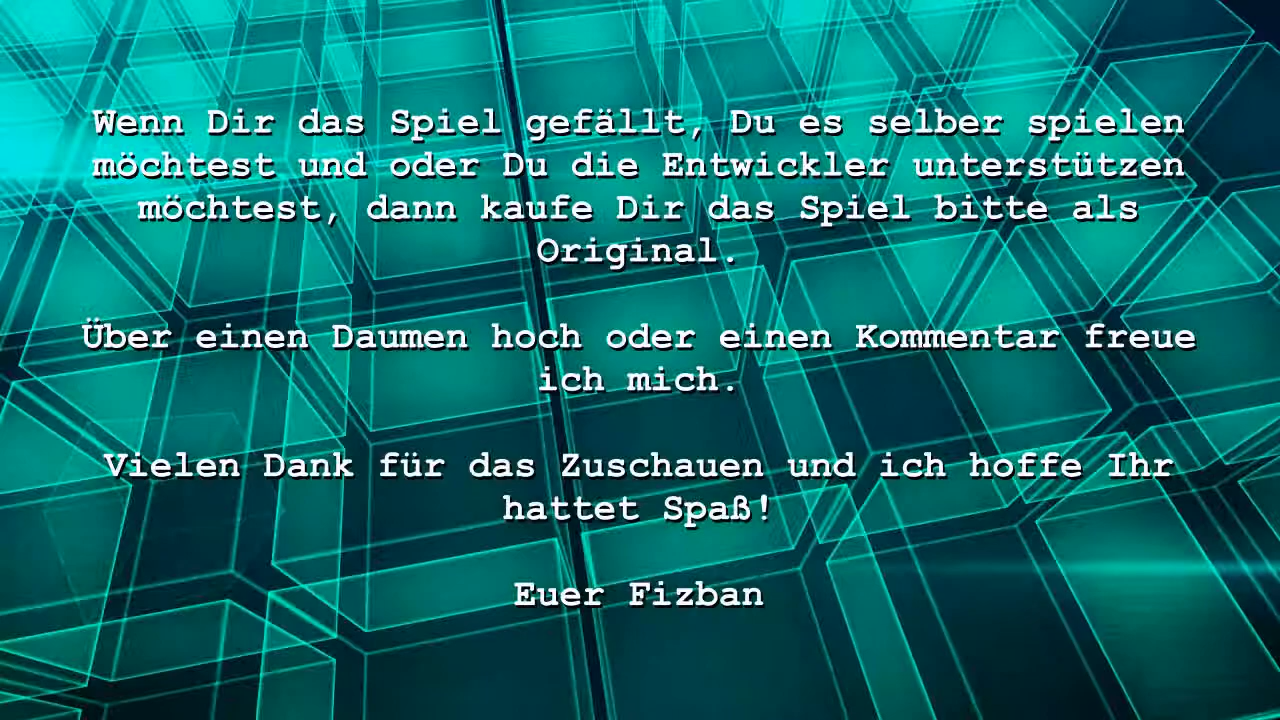 Wenn Dir das Spiel gefällt, Du es selber spielen
möchtest und oder Du die Entwickler unterstützen
möchtest, dann kaufe Dir das Spiel bitte als
Original.
Über einen Daumen hoch oder einen Kommentar freue
ich mich.
Vielen Dank für das Zuschauen und ich hoffe Ihr
hattet Spaß!
Euer Fizban